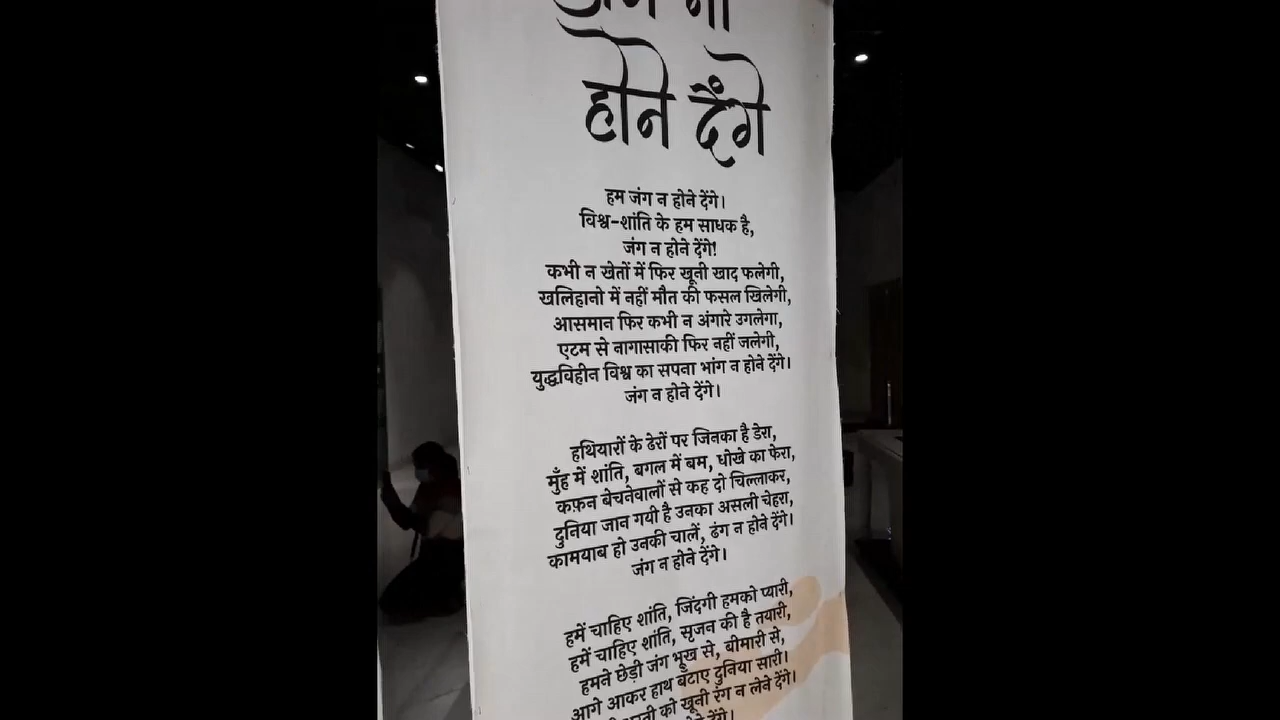 होने देंगे
हम जंग न होने देंगे।
विश्व-शांति के हम साधक है,
जंग न होने देंगे!
कभी न खेतों में फिर खूनी खाद फलेगी,
खलिहानो में नहीं मौत की फसल खिलेगी,
आसमान फिर कभी न अंगारे उगलेगा,
एटम से नागासाकी फिर नहीं जलेगी,
युद्धविहीन विश्व का सपना भांग न होने देंगे।
जंग न होने देंगे।
हथियारों के ढेरों पर जिनका है डेरा,
मुँह में शांति, बगल में बम, धोखे का फेरा,
कफ़न बेचनेवालों से कह दो चिल्लाकर,
दुनिया जान गयी है उनका असली चेहरा,
कामयाब हो उनकी चालें, ढंग न होने देंगे।
जंग न होने देंगे।
हमें चाहिए शांति, जिंदगी हमको प्यारी,
हमें चाहिए शांति, सृजन की है तयारी,
हमने छेड़ी जंग भूख से, बीमारी से,
आगे आकर हाथ बँटाए दुनिया सारी।
को खूनी रंग न लेने देंगे।
देंगे।